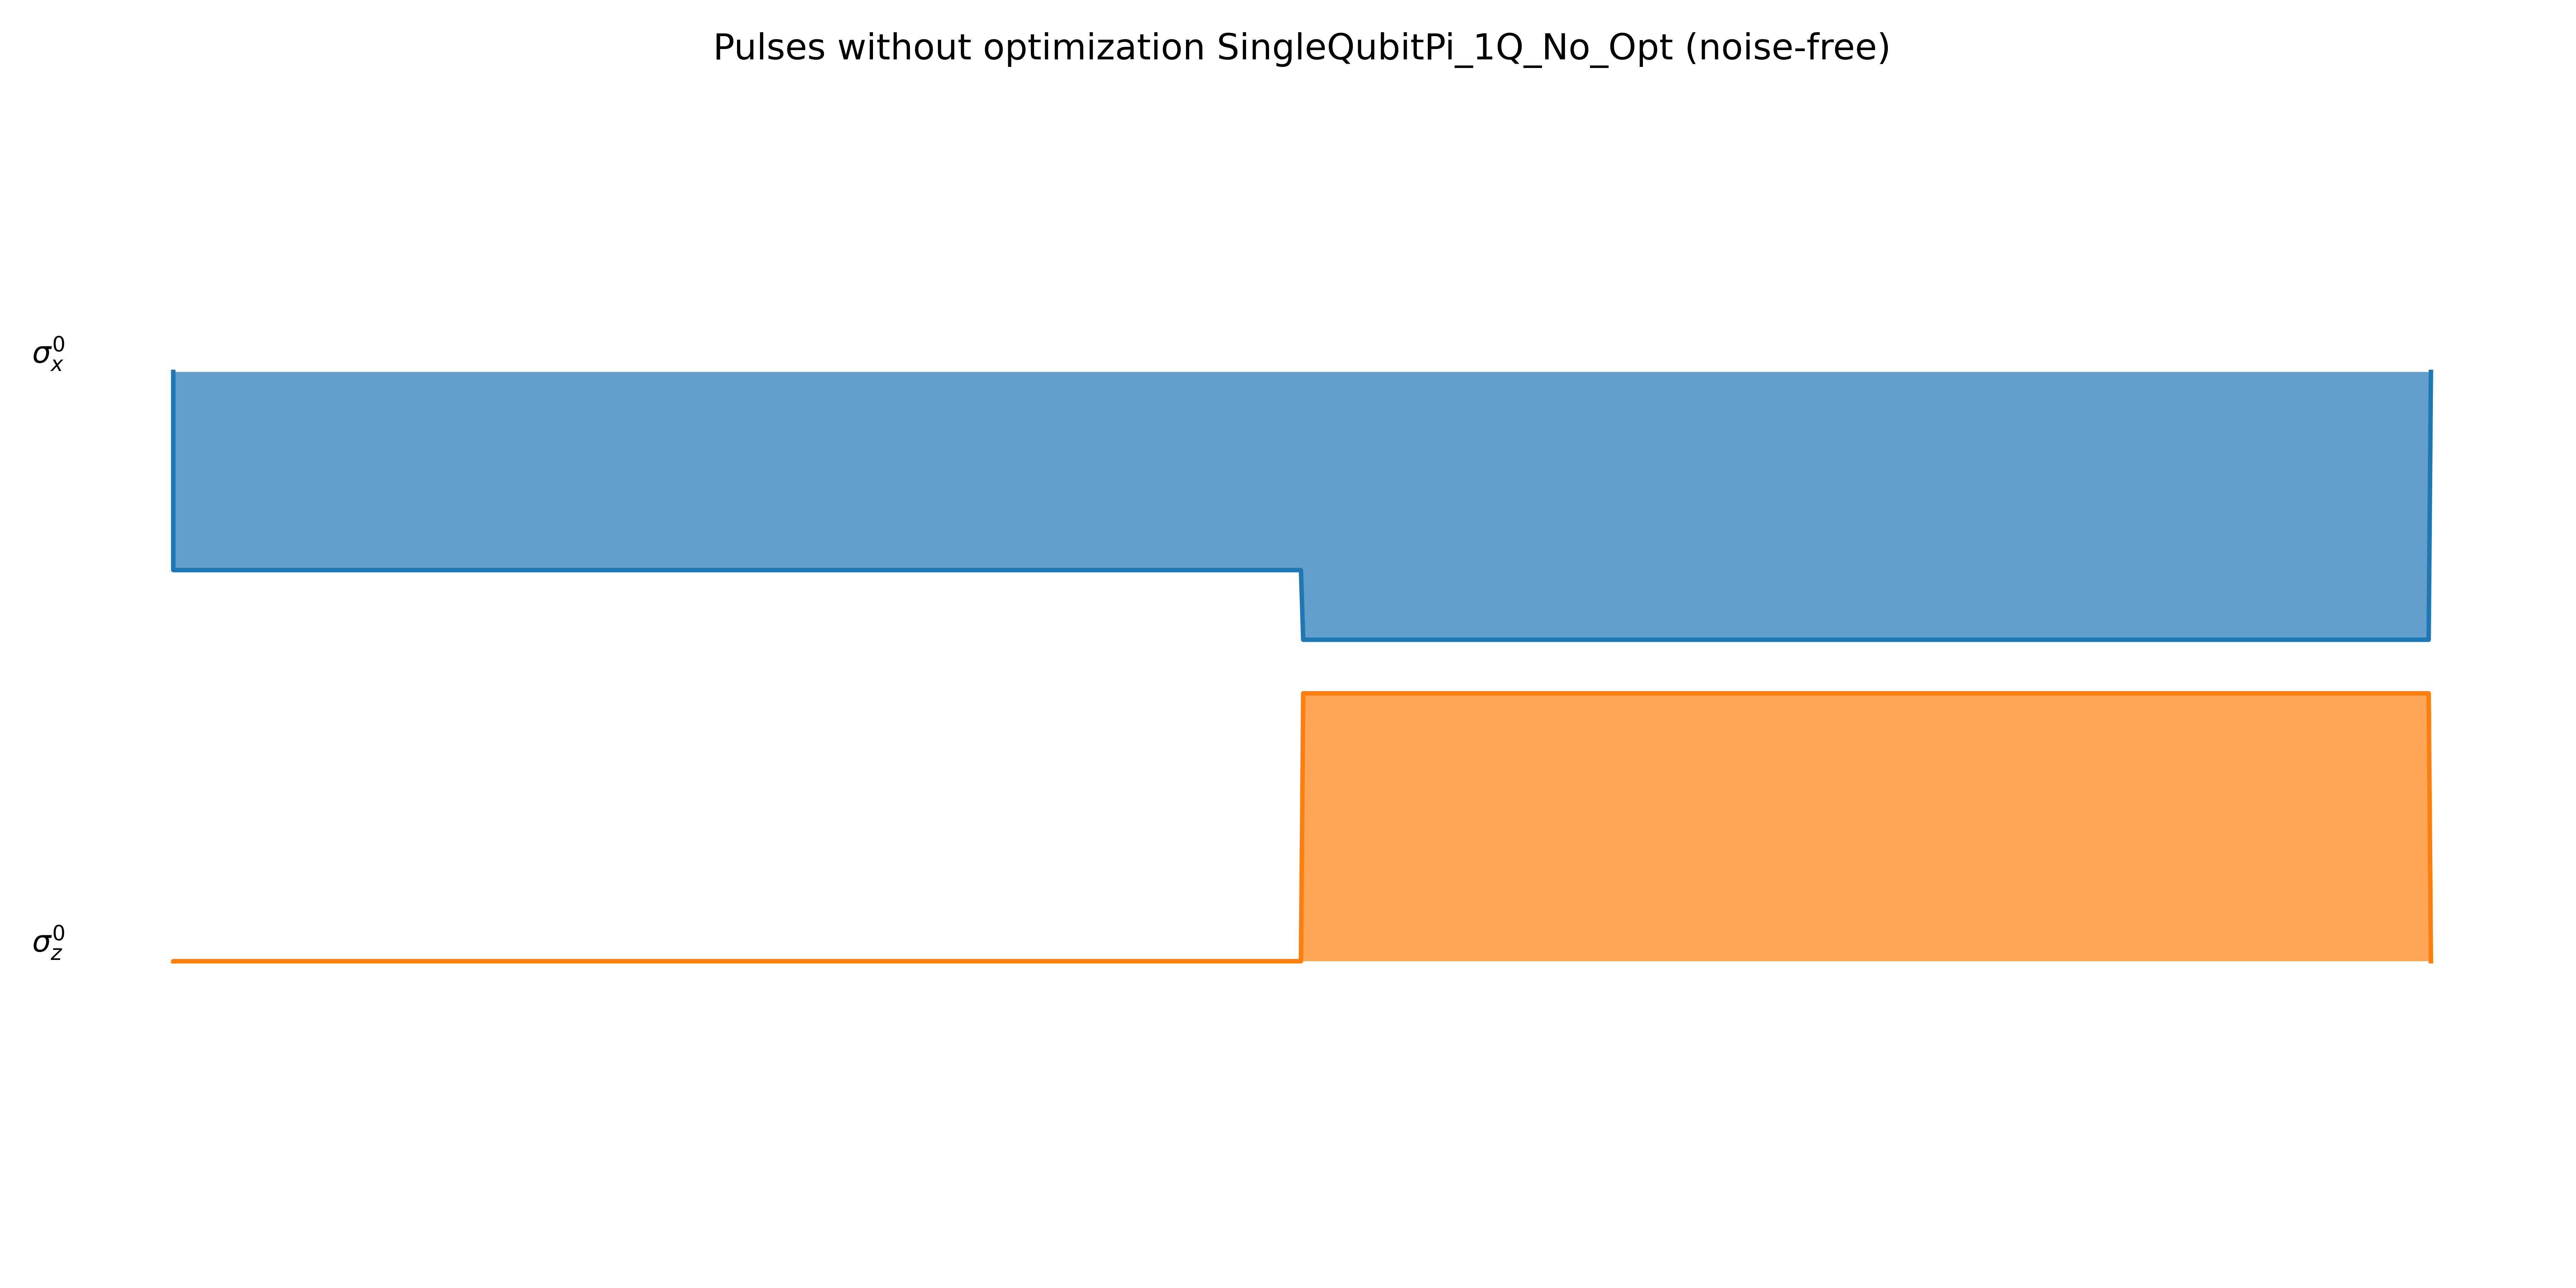 Pulses without optimization SingleQubitPi_1Q_No_Opt (noise-free)
σ_x^0
σ_z^0